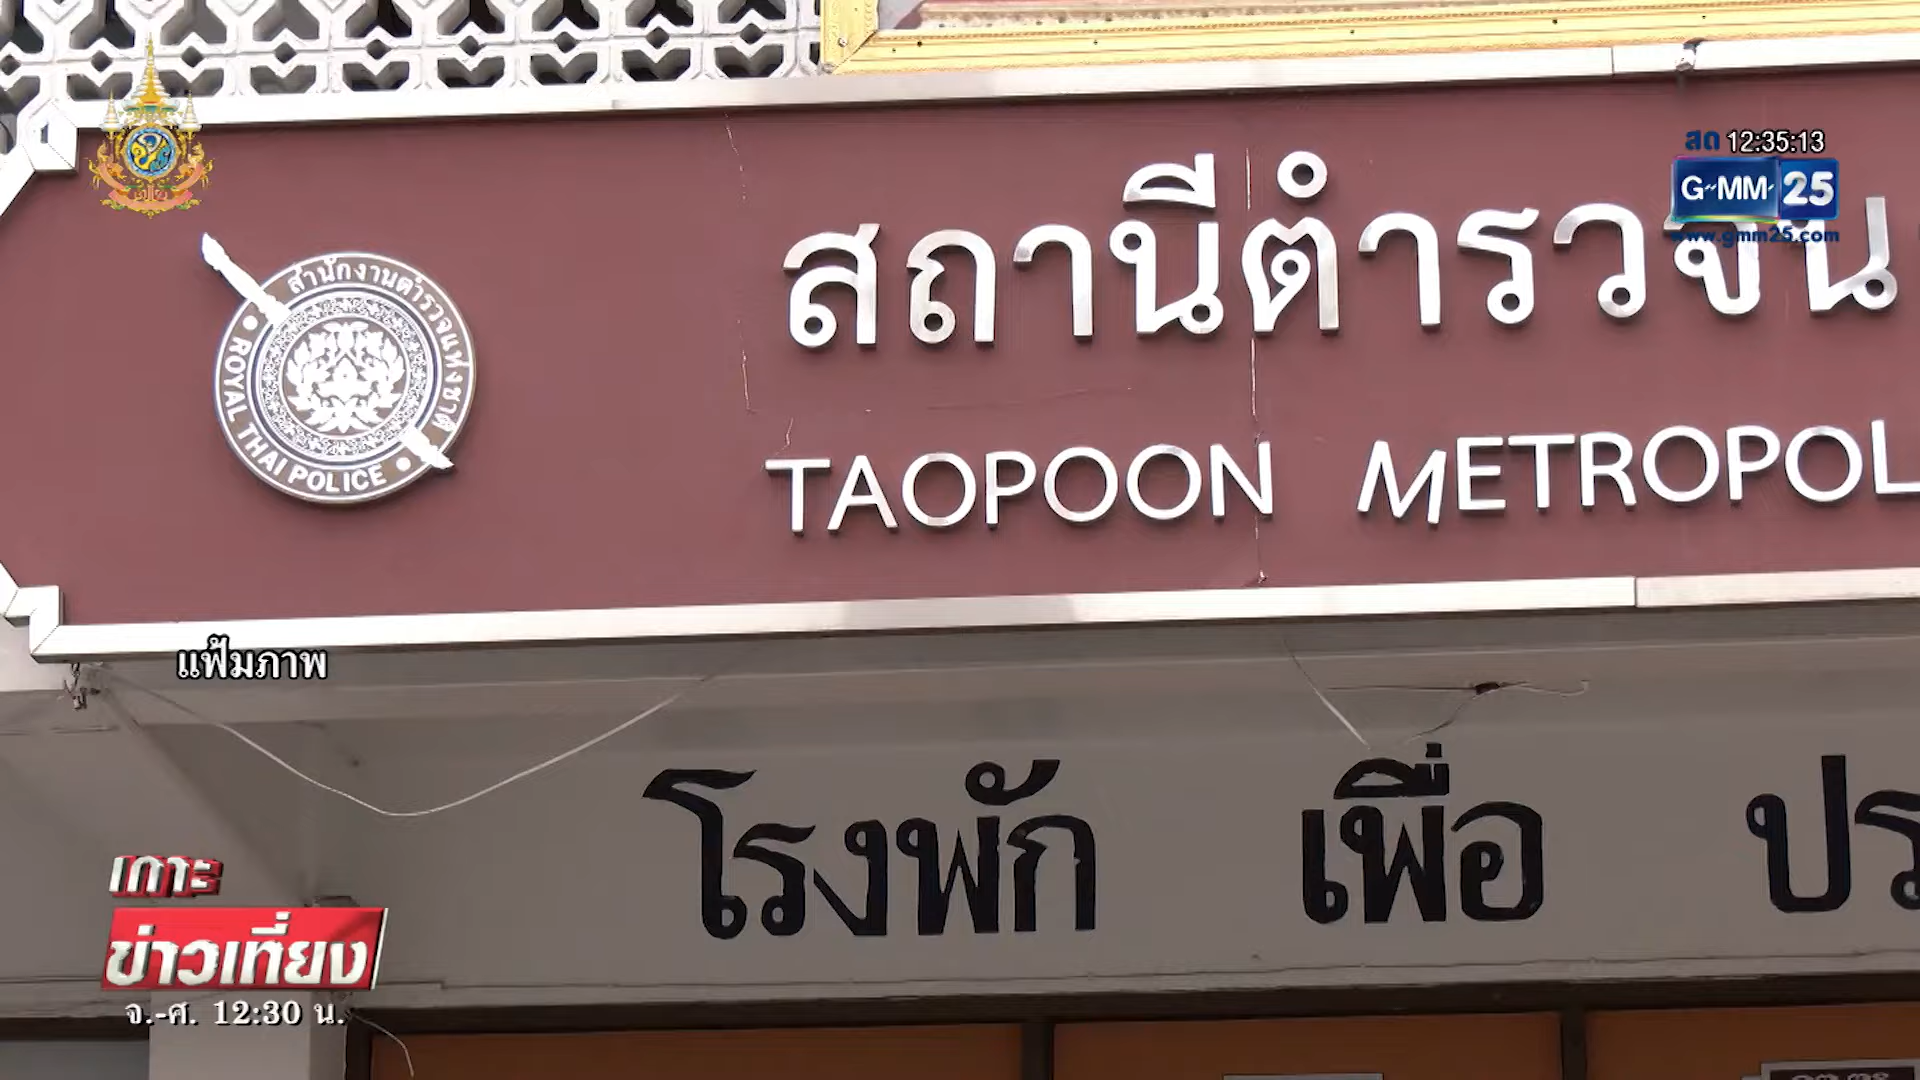 สด 12:35:13
GMM 25
www.gmm25.com
สถานีตำรวจน
สำนักงานตำรวจแห่งชาติ
ROYAL THAI POLICE
TAOPOON METROPOL
แฟ้มภาพ
โรงพัก เพื่อ ปร
เกาะ
ข่าวเที่ยง
จ.-ศ. 12:30 น.